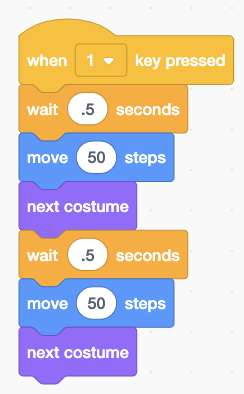 when 1 key pressed
wait .5 seconds
move 50 steps
next costume
wait .5 seconds
move 50 steps
next costume